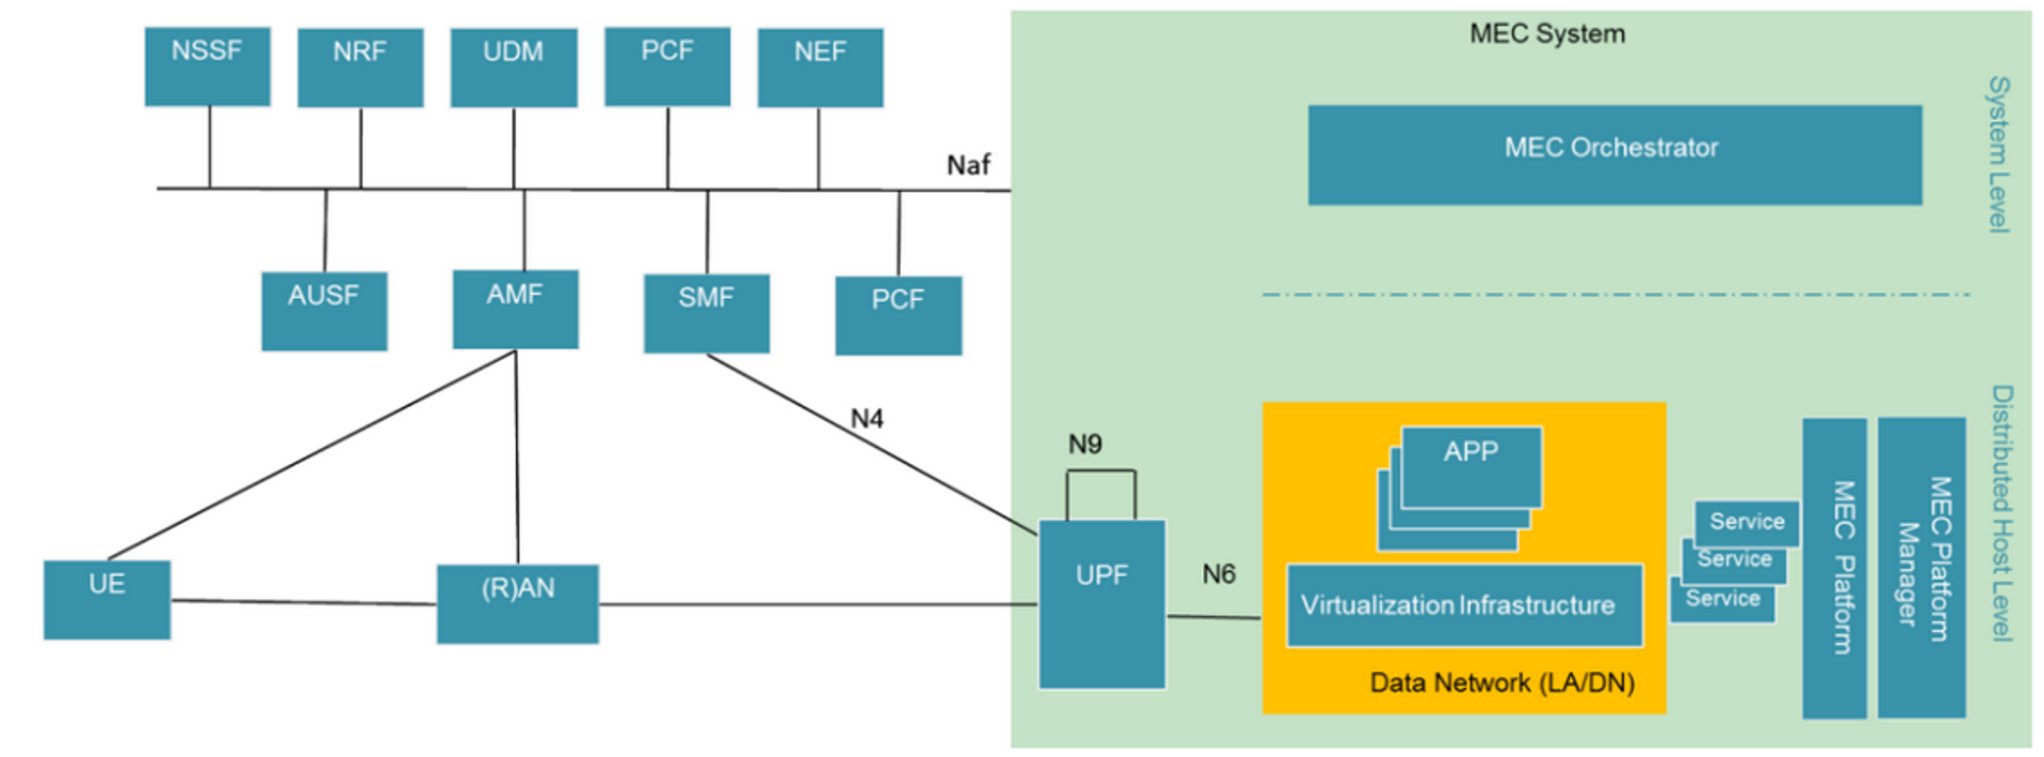 NSSF
NRF
UDM
PCF
NEF
MEC System
Naf
MEC Orchestrator
System Level
AUSF
AMF
SMF
PCF
N4
N9
UPF
N6
UE
(R)AN
APP
Virtualization Infrastructure
Data Network (LA/DN)
Service
Service
Service
MEC Platform
MEC Platform
Manager
Distributed Host Level